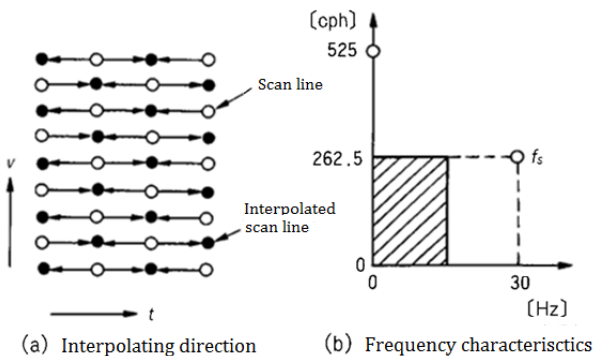 [cph]
525
Scan line
v
262.5
fs
Interpolated
scan line
0
0
30
t
[Hz]
(a) Interpolating direction
(b) Frequency characterisctics